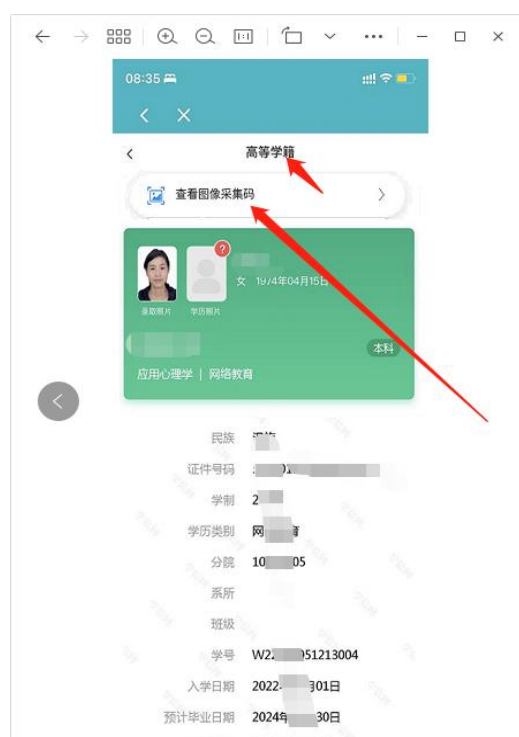 08:35
高等学籍
查看图像采集码
?
女 1974年04月15日
录取照片 学历照片
本科
应用心理学 | 网络教育
民族
证件号码
学制 2
学历类别 网 育
分院 10 05
系所
班级
学号 W22 051213004
入学日期 2022 01日
预计毕业日期 2024年 30日